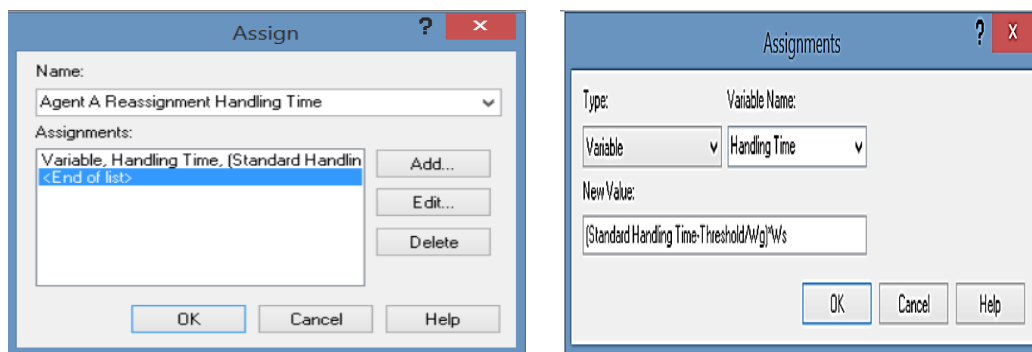 Assign ? ×
Name:
Agent A Reassignment Handling Time
Assignments:
Variable, Handling Time, (Standard Handlin
<End of list>
Add...
Edit...
Delete
OK Cancel Help
Assignments ? X
Type: Variable Name:
Variable Handling Time
New Value:
(Standard Handling Time-Threshold/Wg)*Ws
OK Cancel Help